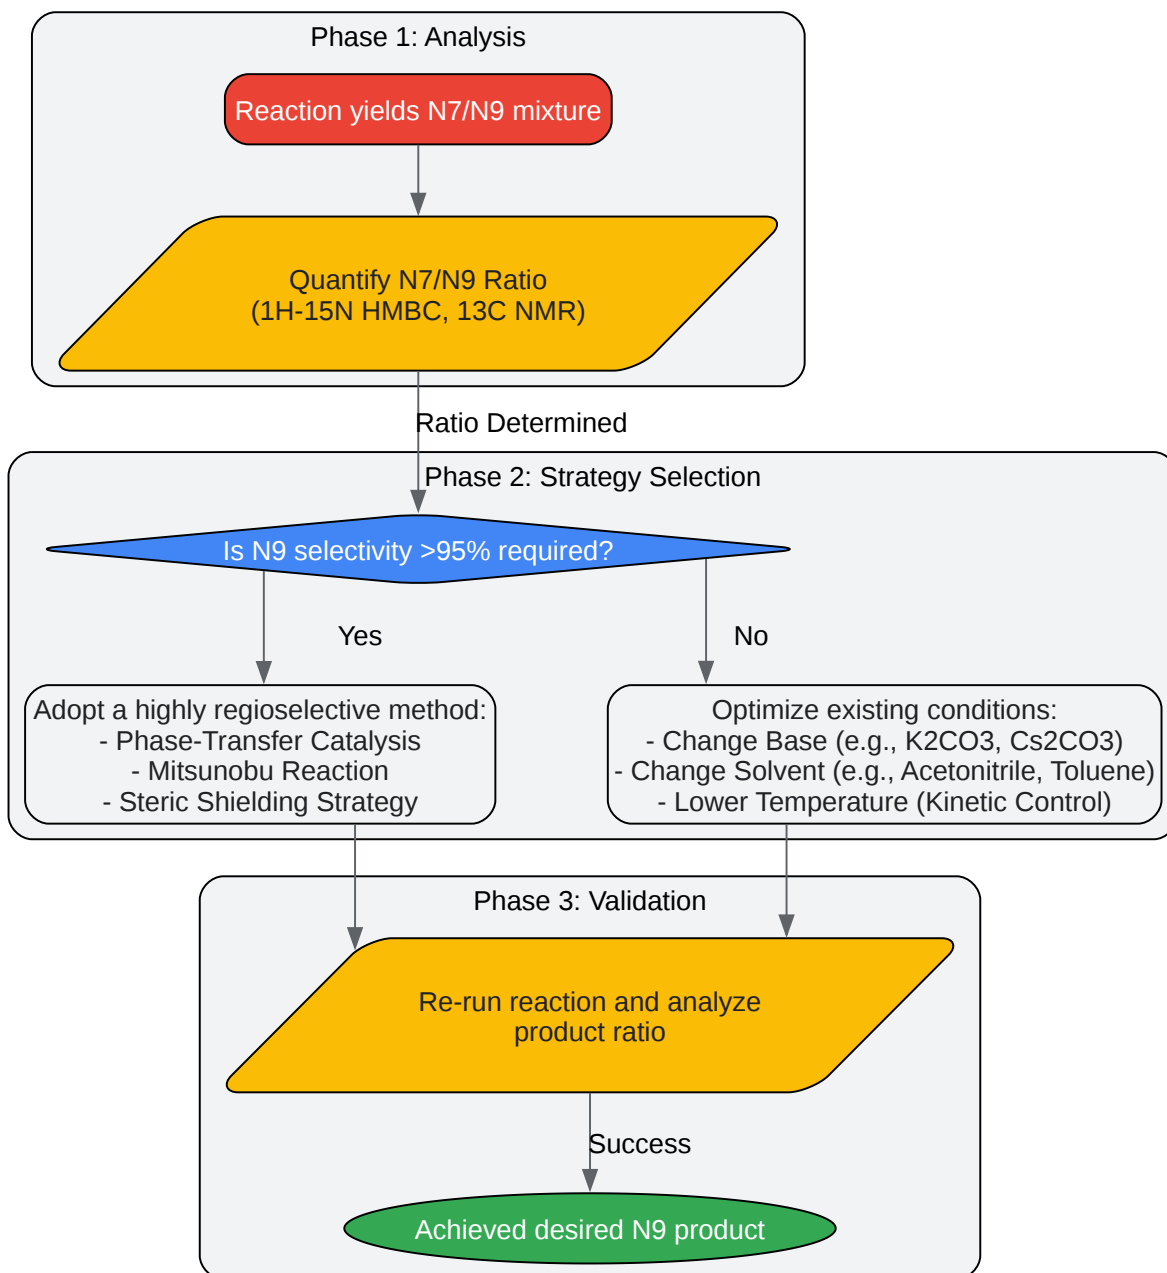 Phase 1: Analysis
Reaction yields N7/N9 mixture
Quantify N7/N9 Ratio
(1H-15N HMBC, 13C NMR)
Ratio Determined
Phase 2: Strategy Selection
Is N9 selectivity >95% required?
Yes
No
Adopt a highly regioselective method:
- Phase-Transfer Catalysis
- Mitsunobu Reaction
- Steric Shielding Strategy
Optimize existing conditions:
- Change Base (e.g., K2CO3, Cs2CO3)
- Change Solvent (e.g., Acetonitrile, Toluene)
- Lower Temperature (Kinetic Control)
Phase 3: Validation
Re-run reaction and analyze
product ratio
Success
Achieved desired N9 product